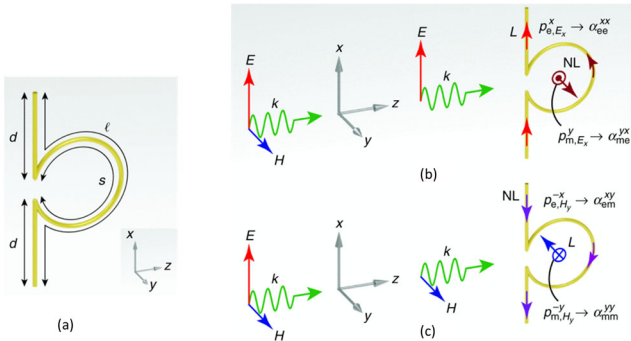 d
ℓ
s
d
x
z
y
(a)
E
k
H
x
z
y
E
k
L
p^x_{e,E_x} → α^{xx}_{ee}
NL
p^y_{m,E_x} → α^{yx}_{me}
(b)
E
k
H
x
z
y
k
H
NL
p^{-x}_{e,H_y} → α^{xy}_{em}
L
p^{-y}_{m,H_y} → α^{yy}_{mm}
(c)